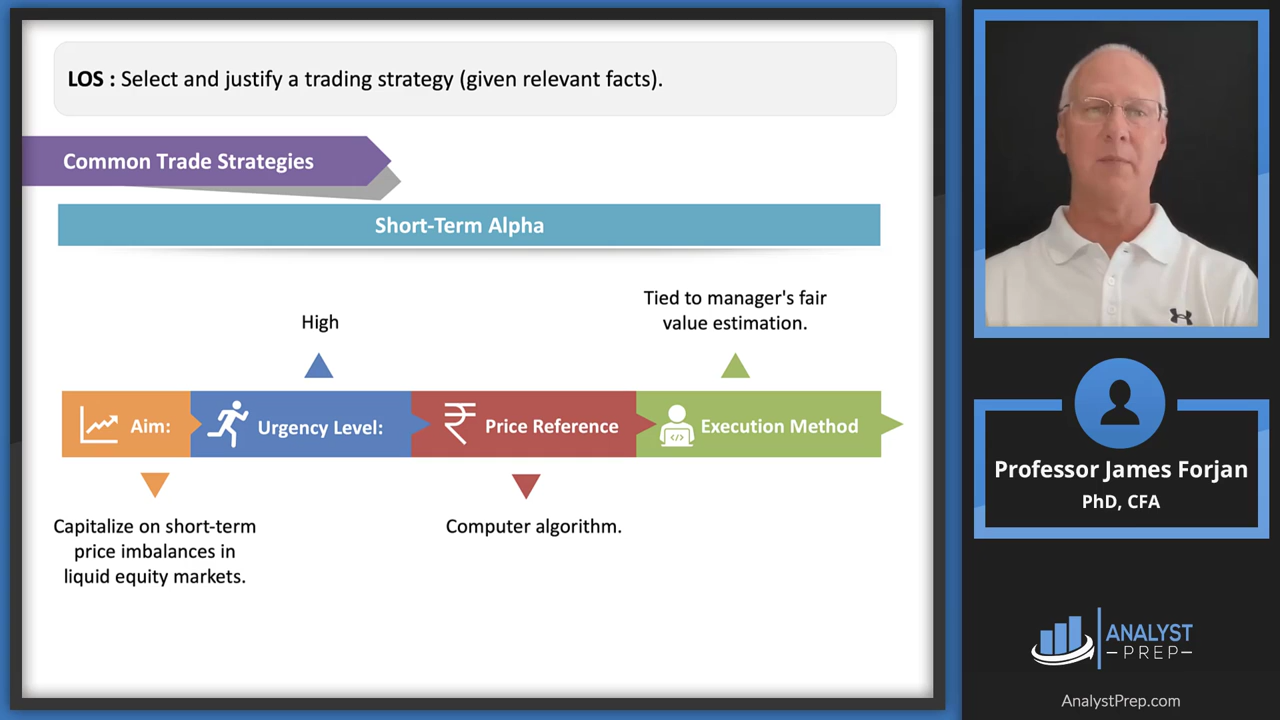 LOS : Select and justify a trading strategy (given relevant facts).
Common Trade Strategies
Short-Term Alpha
High
Tied to manager's fair
value estimation.
Aim:
Urgency Level:
₹
Price Reference
</>
Execution Method
Capitalize on short-term
price imbalances in
liquid equity markets.
Computer algorithm.
Professor James Forjan
PhD, CFA
ANALYST
–PREP–
AnalystPrep.com